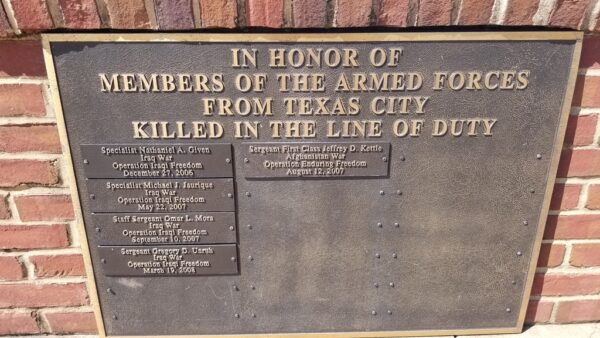 IN HONOR OF
MEMBERS OF THE ARMED FORCES
FROM TEXAS CITY
KILLED IN THE LINE OF DUTY
Specialist Nathaniel A. Given
Iraq War
Operation Iraqi Freedom
December 27, 2006
Specialist Michael J. Jaurique
Iraq War
Operation Iraqi Freedom
May 22, 2007
Staff Sergeant Omar L. Mora
Iraq War
Operation Iraqi Freedom
September 10, 2007
Sergeant Gregory D. Unruh
Iraq War
Operation Iraqi Freedom
March 19, 2008
Sergeant First Class Jeffrey D. Kettle
Afghanistan War
Operation Enduring Freedom
August 12, 2007